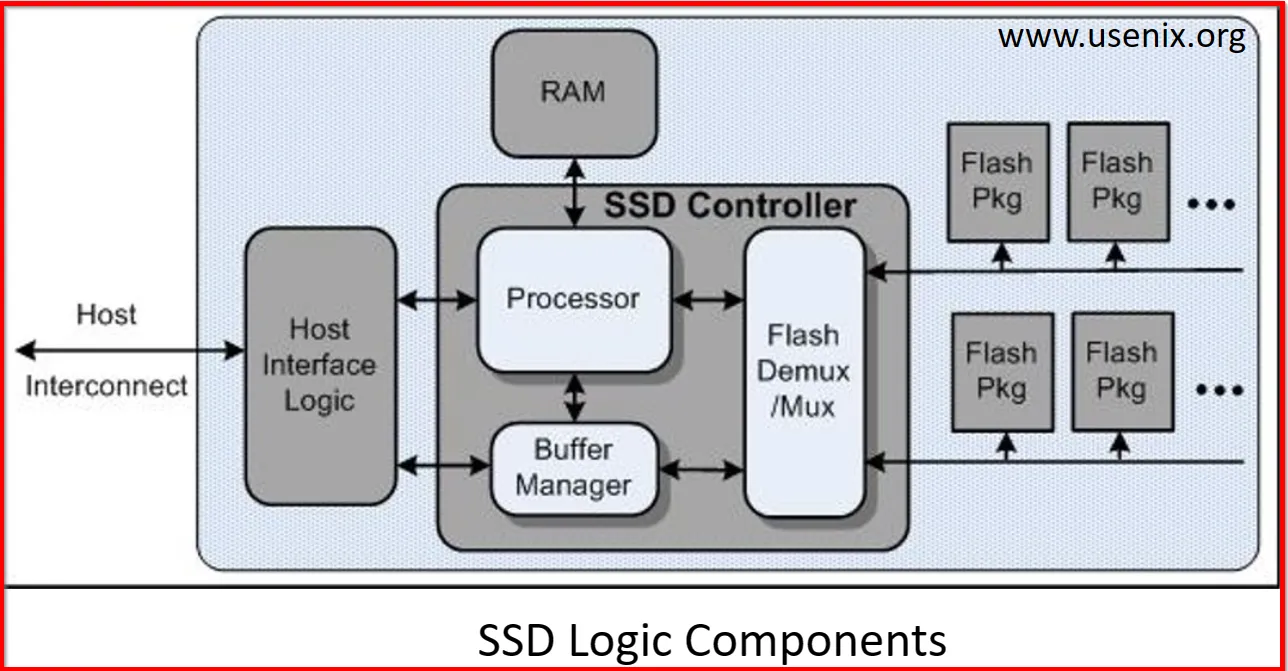 www.usenix.org
RAM
SSD Controller
Flash
Pkg
Flash
Pkg
•••
Host
Interconnect
Host
Interface
Logic
Processor
Buffer
Manager
Flash
Demux
/Mux
Flash
Pkg
Flash
Pkg
•••
SSD Logic Components